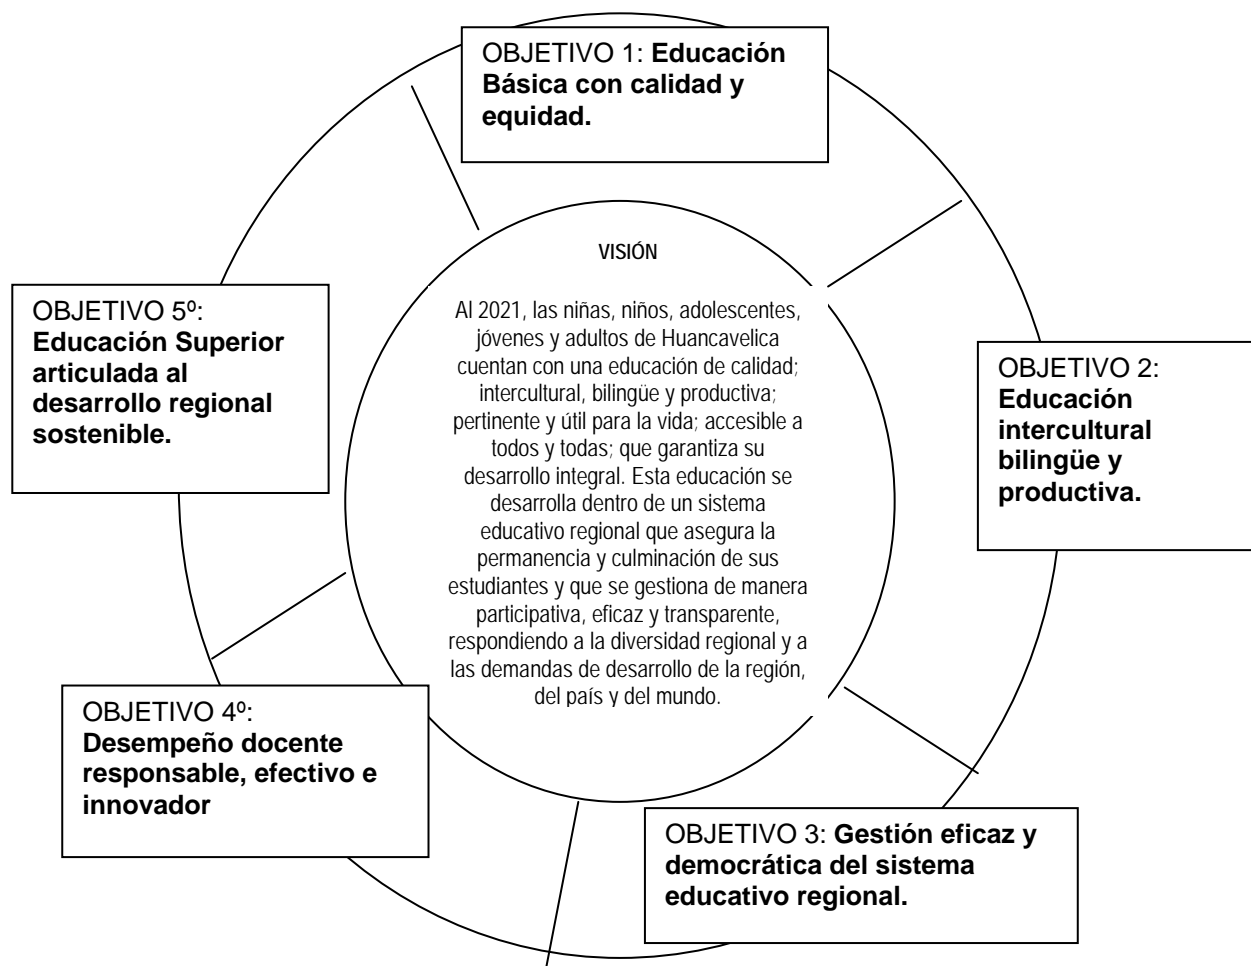 OBJETIVO 1: Educación
Básica con calidad y
equidad.
VISIÓN
Al 2021, las niñas, niños, adolescentes,
jóvenes y adultos de Huancavelica
cuentan con una educación de calidad;
intercultural, bilingüe y productiva;
pertinente y útil para la vida; accesible a
todos y todas; que garantiza su
desarrollo integral. Esta educación se
desarrolla dentro de un sistema
educativo regional que asegura la
permanencia y culminación de sus
estudiantes y que se gestiona de manera
participativa, eficaz y transparente,
respondiendo a la diversidad regional y a
las demandas de desarrollo de la región,
del país y del mundo.
OBJETIVO 2:
Educación
intercultural
bilingüe y
productiva.
OBJETIVO 3: Gestión eficaz y
democrática del sistema
educativo regional.
OBJETIVO 4º:
Desempeño docente
responsable, efectivo e
innovador
OBJETIVO 5º:
Educación Superior
articulada al
desarrollo regional
sostenible.